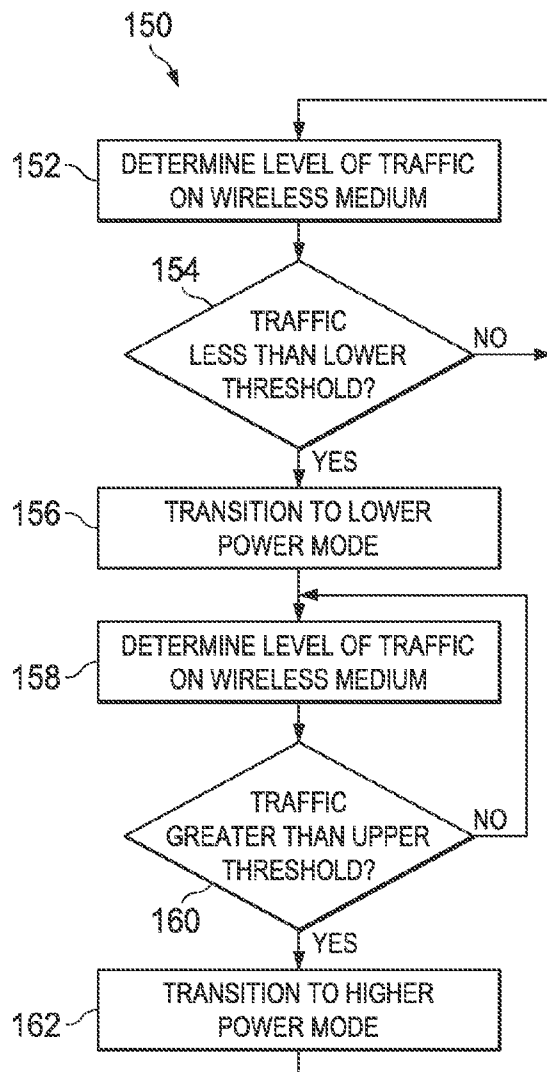 150
152
DETERMINE LEVEL OF TRAFFIC
ON WIRELESS MEDIUM
154
TRAFFIC
LESS THAN LOWER
THRESHOLD?
NO
YES
156
TRANSITION TO LOWER
POWER MODE
158
DETERMINE LEVEL OF TRAFFIC
ON WIRELESS MEDIUM
TRAFFIC
GREATER THAN UPPER
THRESHOLD?
NO
160
YES
162
TRANSITION TO HIGHER
POWER MODE